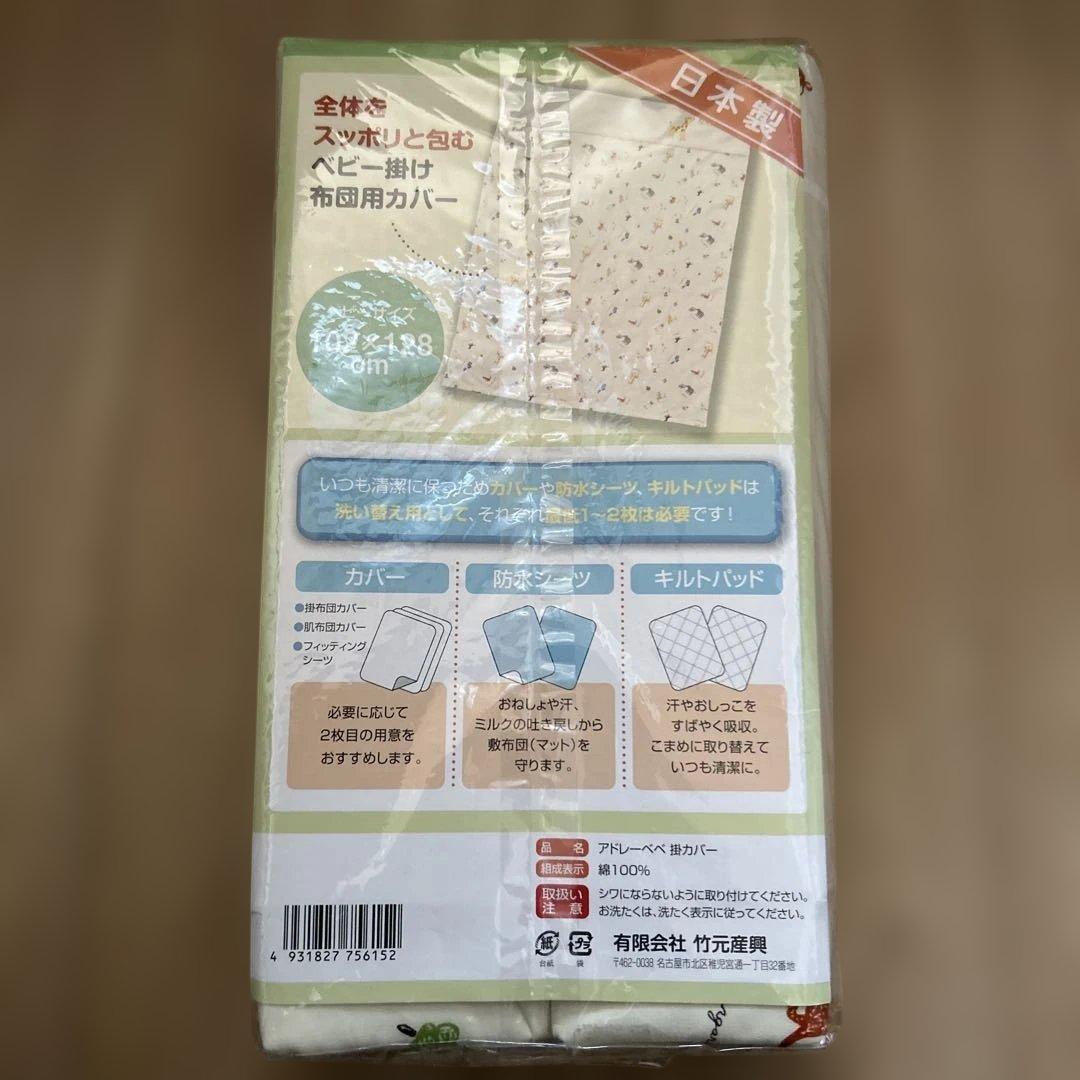 日本製
全体を
スッポリと包む
ベビー掛け
布団用カバー
サイズ
102×128
cm
いつも清潔に保つためカバーや防水シーツ、キルトパッドは
洗い替え用として、それぞれ最低1〜2枚は必要です!
カバー
●掛布団カバー
●肌布団カバー
●フィッティング
シーツ
必要に応じて
2枚目の用意を
おすすめします。
防水シーツ
おねしょや汗、
ミルクの吐き戻しから
敷布団(マット)を
守ります。
キルトパッド
汗やおしっこを
すばやく吸収。
こまめに取り替えて
いつも清潔に。
品名 アドレーベベ 掛カバー
組成表示 綿100%
取扱い注意 シワにならないように取り付けてください。
お洗たくは、洗たく表示に従ってください。
紙 台紙
プラ 袋
有限会社 竹元産興
〒462-0038 名古屋市北区稚児宮通一丁目32番地
4 931827 756152